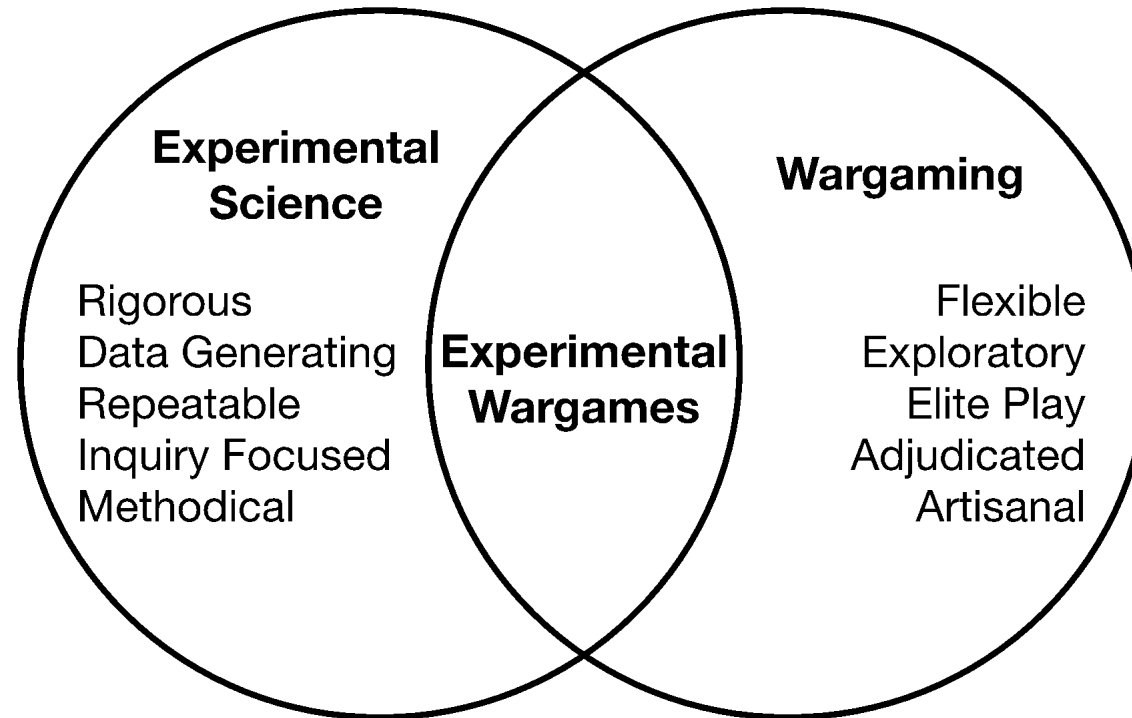 Experimental
Science
Rigorous
Data Generating
Repeatable
Inquiry Focused
Methodical
Experimental
Wargames
Wargaming
Flexible
Exploratory
Elite Play
Adjudicated
Artisanal